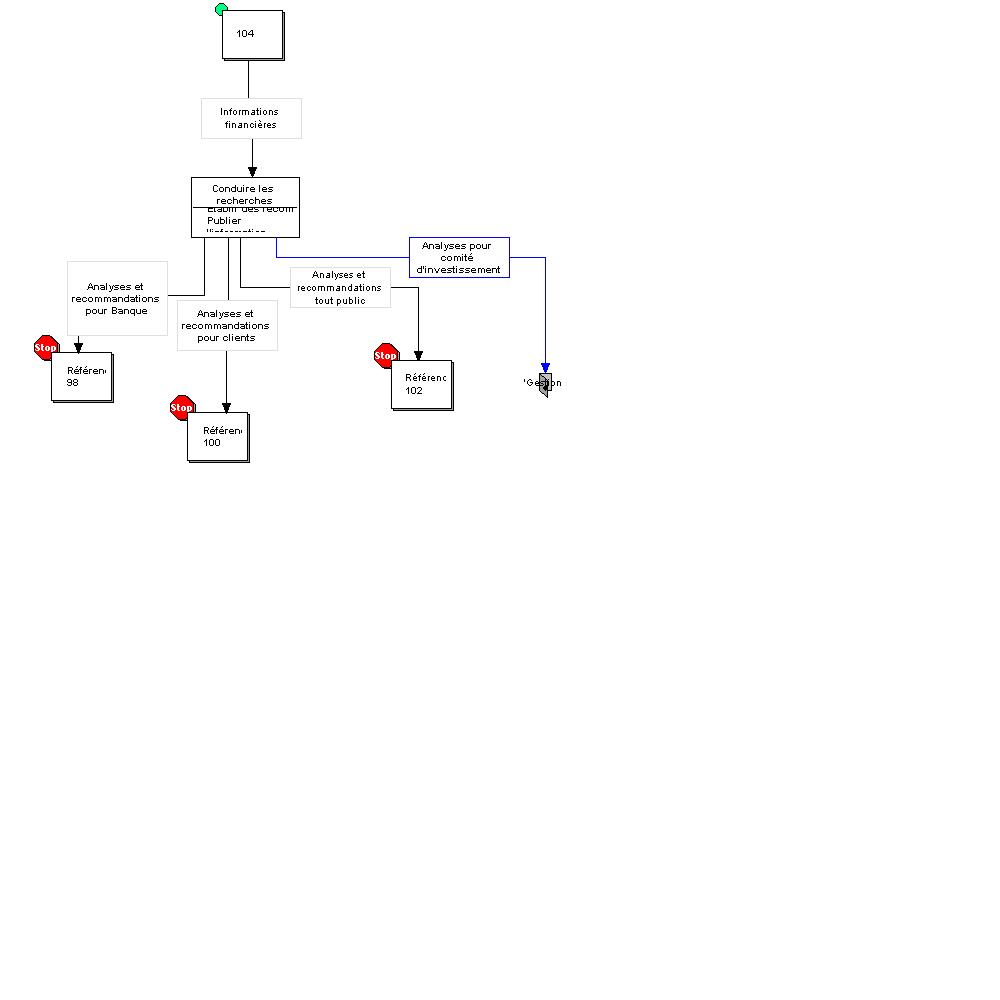 104
Informations
financières
Conduire les
recherches
Etablir des recom
Publier
l'information
Analyses pour
comité
d'investissement
Analyses et
recommandations
tout public
Analyses et
recommandations
pour Banque
Analyses et
recommandations
pour clients
Stop
Référen
98
Stop
Référenc
102
'Gestion
Stop
Référen
100